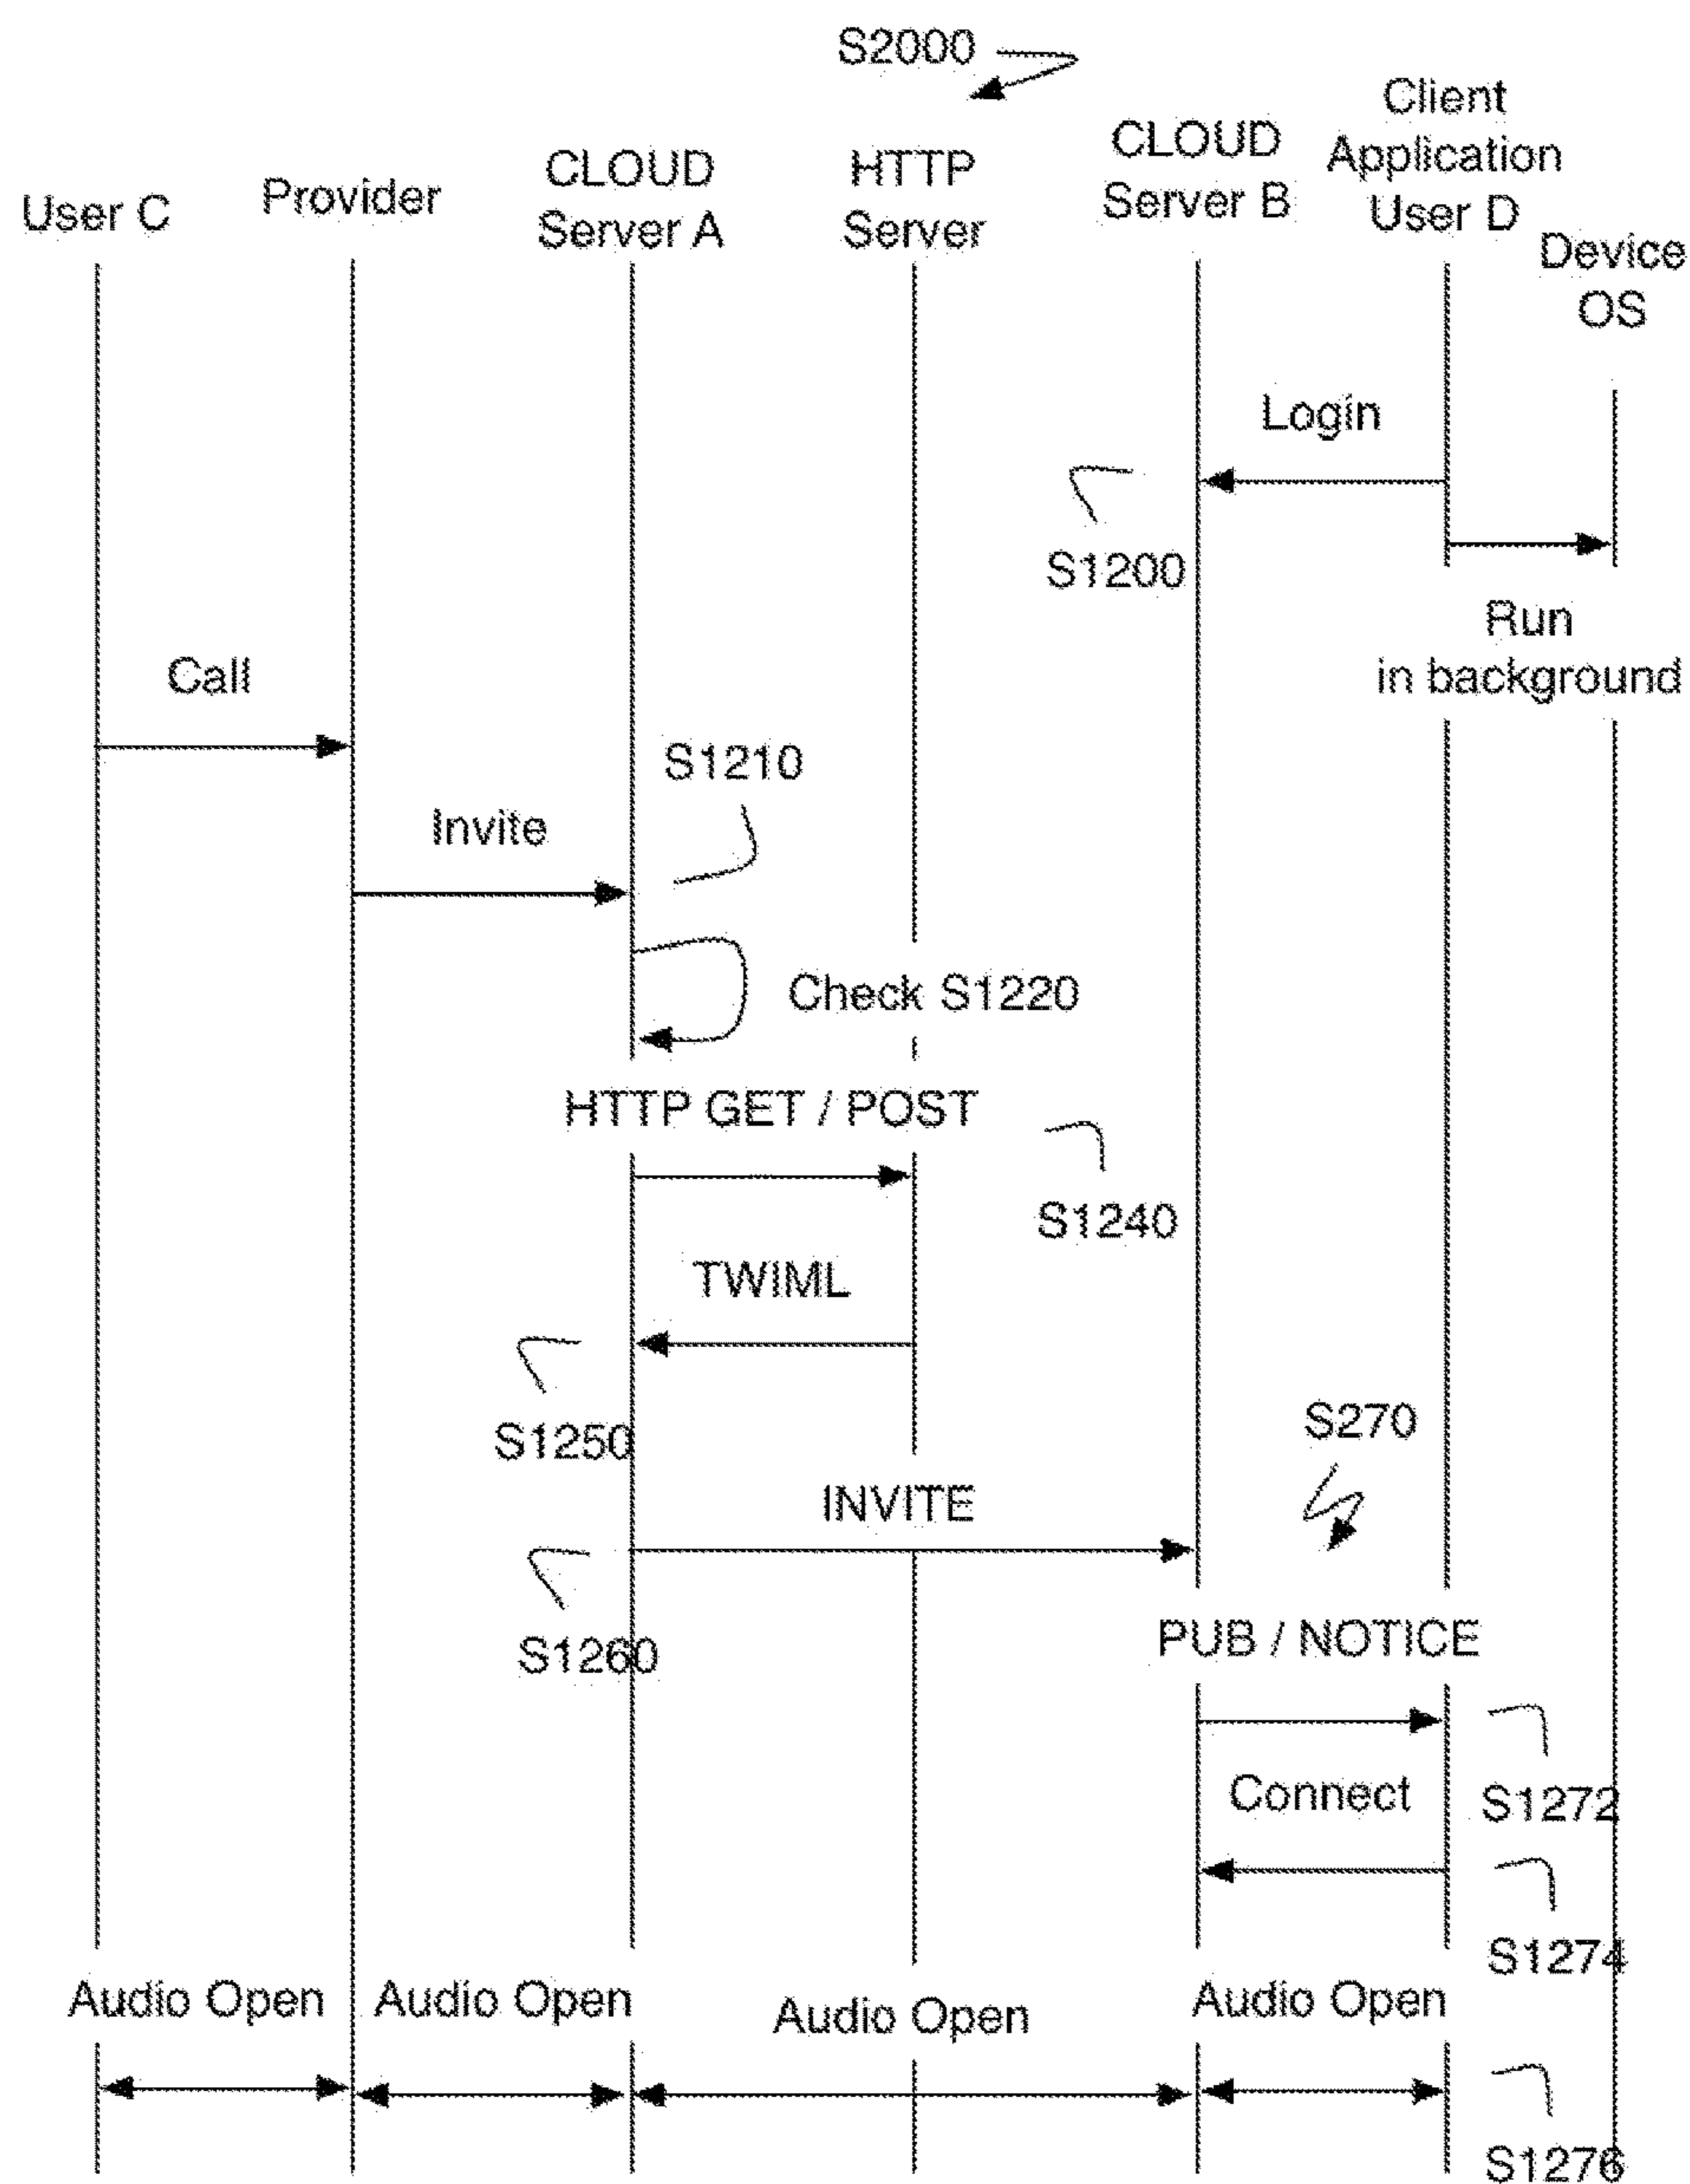 S2000
User C
Provider
CLOUD
Server A
HTTP
Server
CLOUD
Server B
Client
Application
User D
Device
OS
Login
S1200
Run
in background
Call
S1210
Invite
Check S1220
HTTP GET / POST
S1240
TWIML
S1250
S270
INVITE
S1260
PUB / NOTICE
S1272
Connect
S1274
Audio Open
Audio Open
Audio Open
Audio Open
S1276